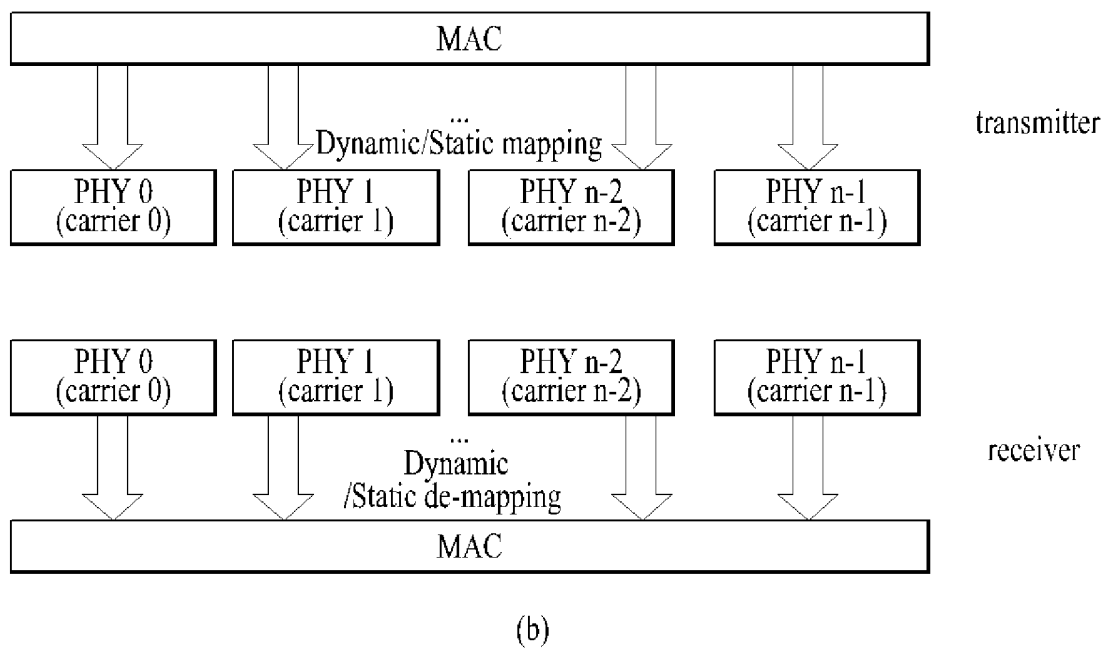 MAC
...
Dynamic/Static mapping
transmitter
PHY 0
(carrier 0)
PHY 1
(carrier 1)
PHY n-2
(carrier n-2)
PHY n-1
(carrier n-1)
PHY 0
(carrier 0)
PHY 1
(carrier 1)
PHY n-2
(carrier n-2)
PHY n-1
(carrier n-1)
...
Dynamic
/Static de-mapping
receiver
MAC
(b)